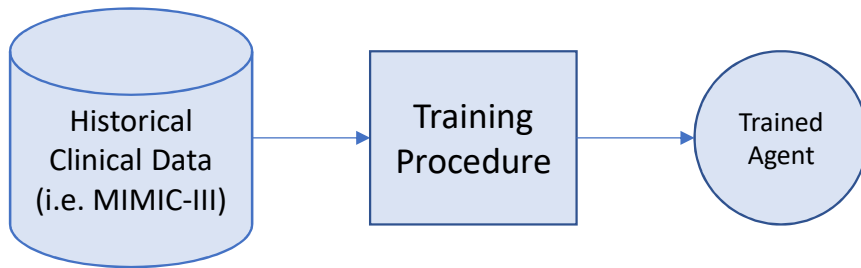 Historical
Clinical Data
(i.e. MIMIC-III)
Training
Procedure
Trained
Agent